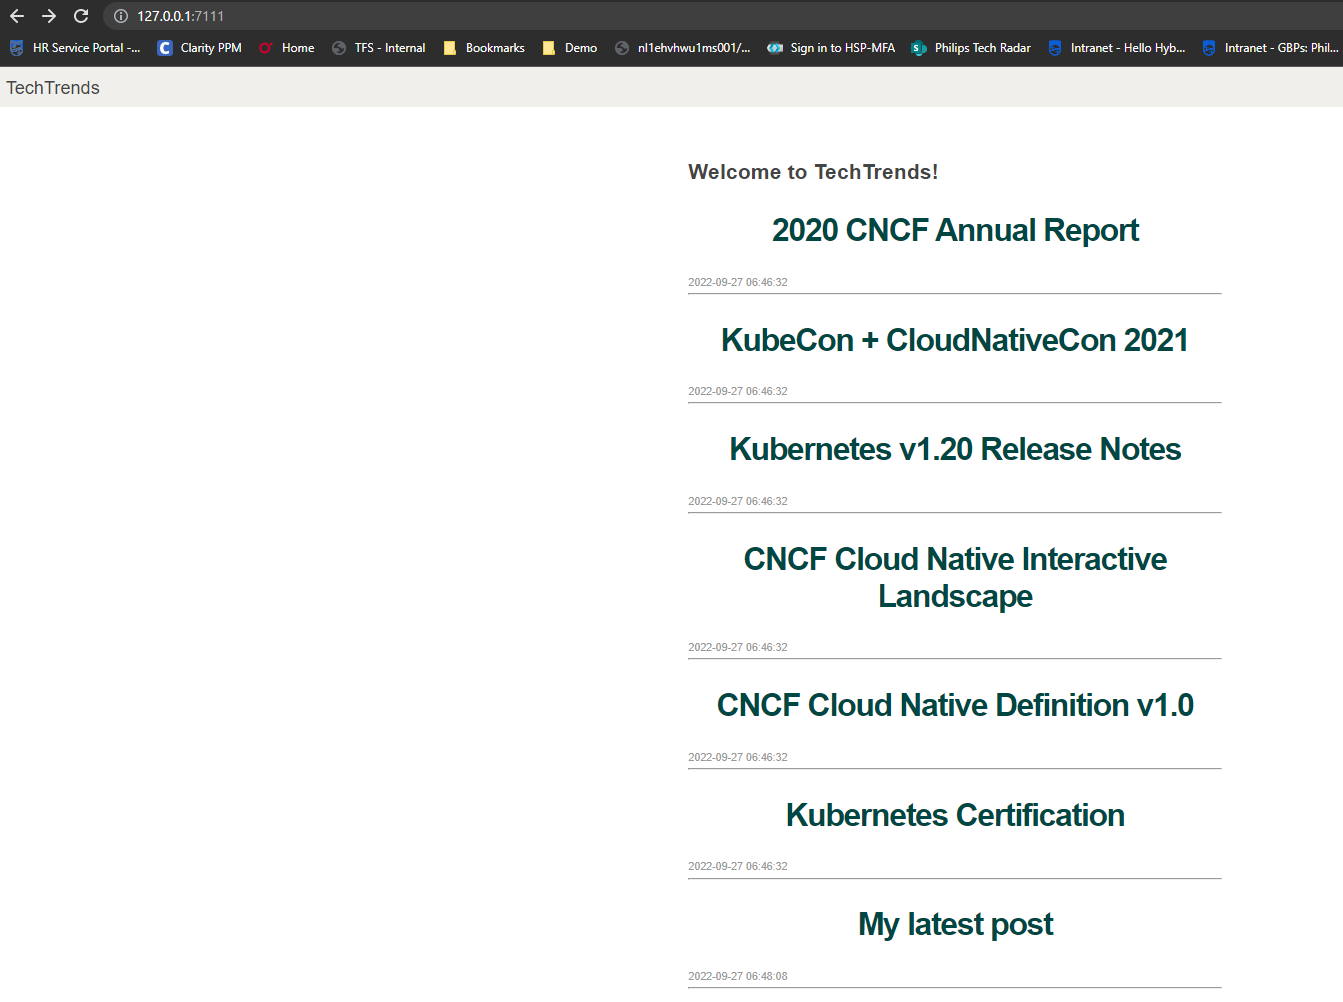 127.0.0.1:7111
HR Service Portal -... Clarity PPM Home TFS - Internal Bookmarks Demo nl1ehvhwu1ms001/... Sign in to HSP-MFA Philips Tech Radar Intranet - Hello Hyb... Intranet - GBPs: Phil...
TechTrends
Welcome to TechTrends!
2020 CNCF Annual Report
2022-09-27 06:46:32
KubeCon + CloudNativeCon 2021
2022-09-27 06:46:32
Kubernetes v1.20 Release Notes
2022-09-27 06:46:32
CNCF Cloud Native Interactive
Landscape
2022-09-27 06:46:32
CNCF Cloud Native Definition v1.0
2022-09-27 06:46:32
Kubernetes Certification
2022-09-27 06:46:32
My latest post
2022-09-27 06:48:08